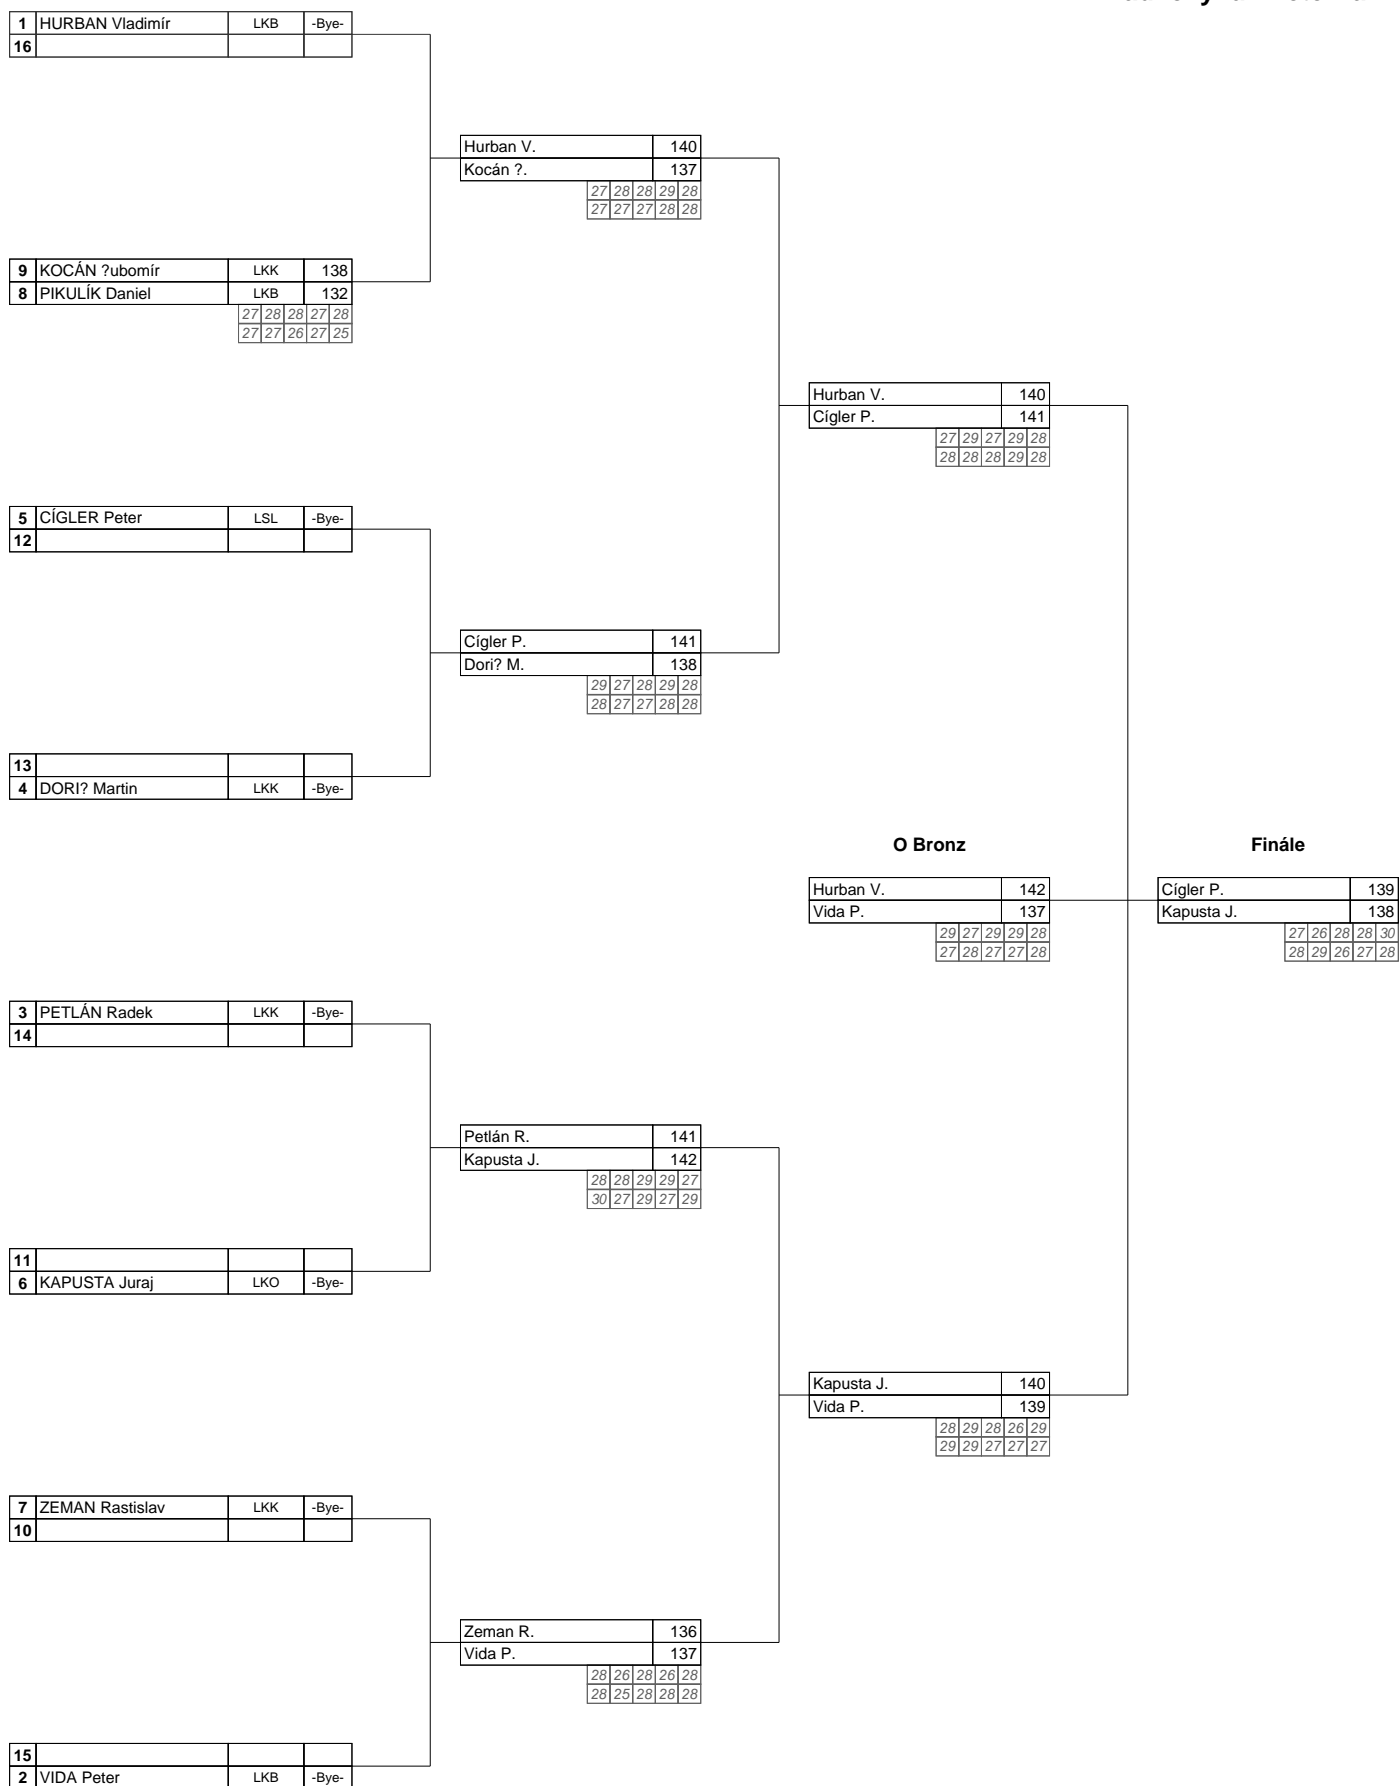 1 HURBAN Vladimír LKB -Bye-
16
Hurban V. 140
Kocán ?. 137
27 28 28 29 28
27 27 27 28 28
9 KOCÁN ?ubomír LKK 138
8 PIKULÍK Daniel LKB 132
27 28 28 27 28
27 27 26 27 25
Hurban V. 140
Cígler P. 141
27 29 27 29 28
28 28 28 29 28
5 CÍGLER Peter LSL -Bye-
12
Cígler P. 141
Dori? M. 138
29 27 28 29 28
28 27 27 28 28
13
4 DORI? Martin LKK -Bye-
O Bronz
Hurban V. 142
Vida P. 137
29 27 29 29 28
27 28 27 27 28
Finále
Cígler P. 139
Kapusta J. 138
27 26 28 28 30
28 29 26 27 28
3 PETLÁN Radek LKK -Bye-
14
Petlán R. 141
Kapusta J. 142
28 28 29 29 27
30 27 29 27 29
11
6 KAPUSTA Juraj LKO -Bye-
Kapusta J. 140
Vida P. 139
28 29 28 26 29
29 29 27 27 27
7 ZEMAN Rastislav LKK -Bye-
10
Zeman R. 136
Vida P. 137
28 26 28 26 28
28 25 28 28 28
15
2 VIDA Peter LKB -Bye-